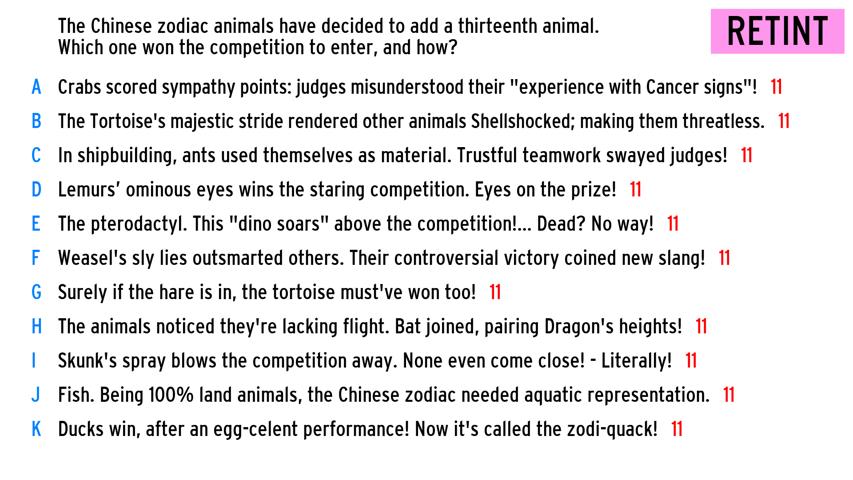 The Chinese zodiac animals have decided to add a thirteenth animal.
Which one won the competition to enter, and how?
RETINT
A Crabs scored sympathy points: judges misunderstood their "experience with Cancer signs"! 11
B The Tortoise's majestic stride rendered other animals Shellshocked; making them threatless. 11
C In shipbuilding, ants used themselves as material. Trustful teamwork swayed judges! 11
D Lemurs’ ominous eyes wins the staring competition. Eyes on the prize! 11
E The pterodactyl. This "dino soars" above the competition!... Dead? No way! 11
F Weasel's sly lies outsmarted others. Their controversial victory coined new slang! 11
G Surely if the hare is in, the tortoise must've won too! 11
H The animals noticed they're lacking flight. Bat joined, pairing Dragon's heights! 11
I Skunk's spray blows the competition away. None even come close! - Literally! 11
J Fish. Being 100% land animals, the Chinese zodiac needed aquatic representation. 11
K Ducks win, after an egg-celent performance! Now it's called the zodi-quack! 11